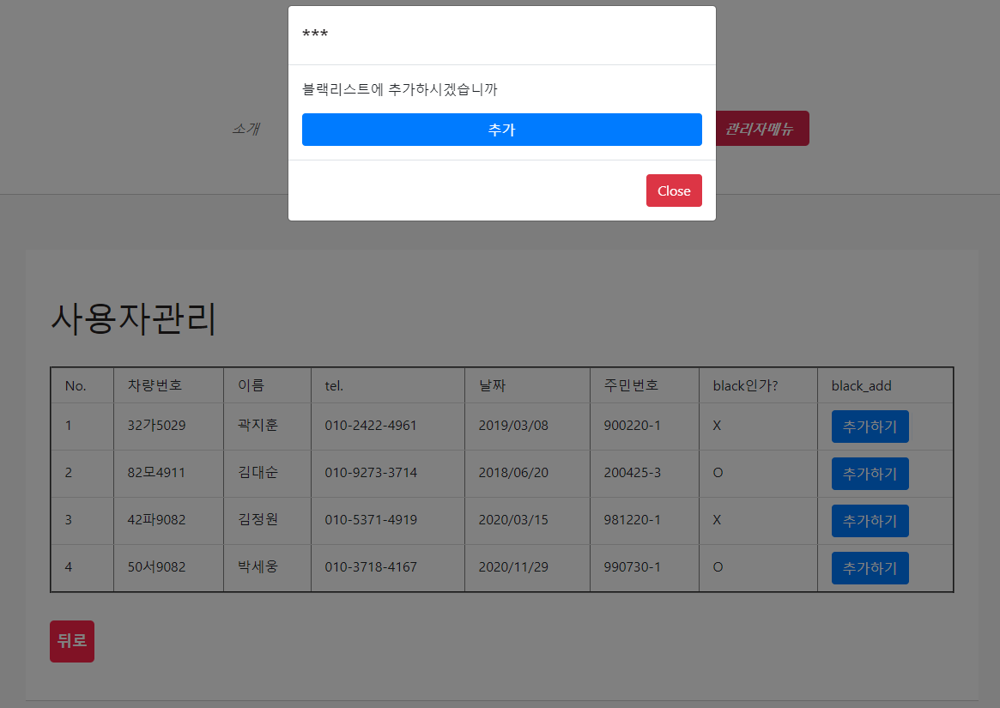 ***
블랙리스트에 추가하시겠습니까
추가
Close
소개
관리자메뉴
사용자관리
No. 차량번호 이름 tel. 날짜 주민번호 black인가? black_add
1 32가5029 곽지훈 010-2422-4961 2019/03/08 900220-1 X 추가하기
2 82모4911 김대순 010-9273-3714 2018/06/20 200425-3 O 추가하기
3 42파9082 김정원 010-5371-4919 2020/03/15 981220-1 X 추가하기
4 50서9082 박세웅 010-3718-4167 2020/11/29 990730-1 O 추가하기
뒤로